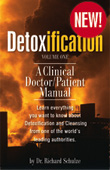 NEW!
Detoxification
VOLUME ONE
A Clinical
Doctor/Patient
Manual
Learn everything
you want to know about
Detoxification and Cleansing
from one of the world's
leading authorities.
by Dr. Richard Schulze